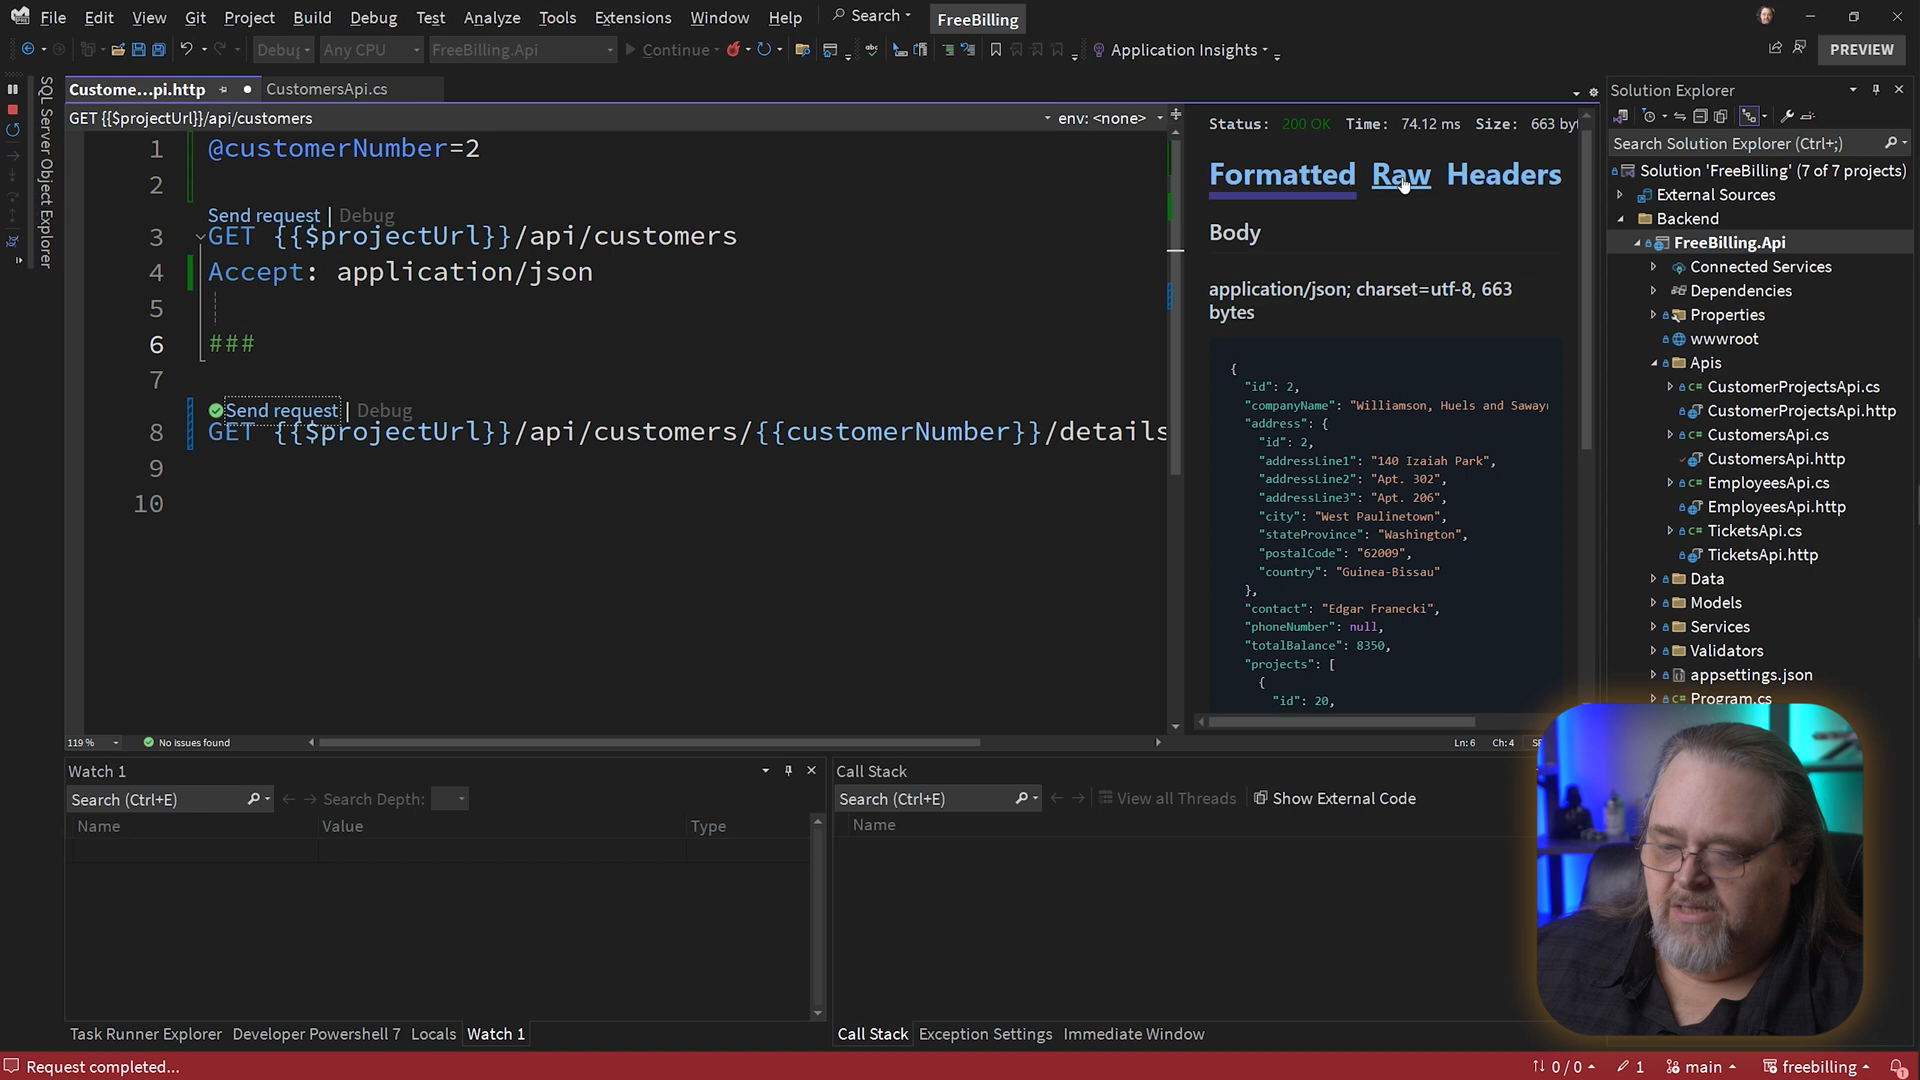 File Edit View Git Project Build Debug Test Analyze Tools Extensions Window Help Search FreeBilling
Debug Any CPU FreeBilling.Api Continue Application Insights PREVIEW
SQL Server Object Explorer
Custome...pi.http CustomersApi.cs
GET {{$projectUrl}}/api/customers env: <none>
1 @customerNumber=2
2
Send request | Debug
3 GET {{$projectUrl}}/api/customers
4 Accept: application/json
5
6 ###
7
Send request | Debug
8 GET {{$projectUrl}}/api/customers/{{customerNumber}}/details
9
10
119 % No issues found Ln:6 Ch:4
Status: 200 OK Time: 74.12 ms Size: 663 byt
Formatted Raw Headers
Body
application/json; charset=utf-8, 663
bytes
{
"id": 2,
"companyName": "Williamson, Huels and Sawayn
"address": {
"id": 2,
"addressLine1": "140 Izaiah Park",
"addressLine2": "Apt. 302",
"addressLine3": "Apt. 206",
"city": "West Paulinetown",
"stateProvince": "Washington",
"postalCode": "62009",
"country": "Guinea-Bissau"
},
"contact": "Edgar Franecki",
"phoneNumber": null,
"totalBalance": 8350,
"projects": [
{
"id": 20,
Solution Explorer
Search Solution Explorer (Ctrl+;)
Solution 'FreeBilling' (7 of 7 projects)
External Sources
Backend
FreeBilling.Api
Connected Services
Dependencies
Properties
wwwroot
Apis
C# CustomerProjectsApi.cs
CustomerProjectsApi.http
C# CustomersApi.cs
CustomersApi.http
C# EmployeesApi.cs
EmployeesApi.http
C# TicketsApi.cs
TicketsApi.http
Data
Models
Services
Validators
appsettings.json
C# Program.cs
Watch 1
Search (Ctrl+E) Search Depth:
Name Value Type
Task Runner Explorer Developer Powershell 7 Locals Watch 1
Call Stack
Search (Ctrl+E) View all Threads Show External Code
Name
Call Stack Exception Settings Immediate Window
Request completed... 0 / 0 1 main freebilling 1